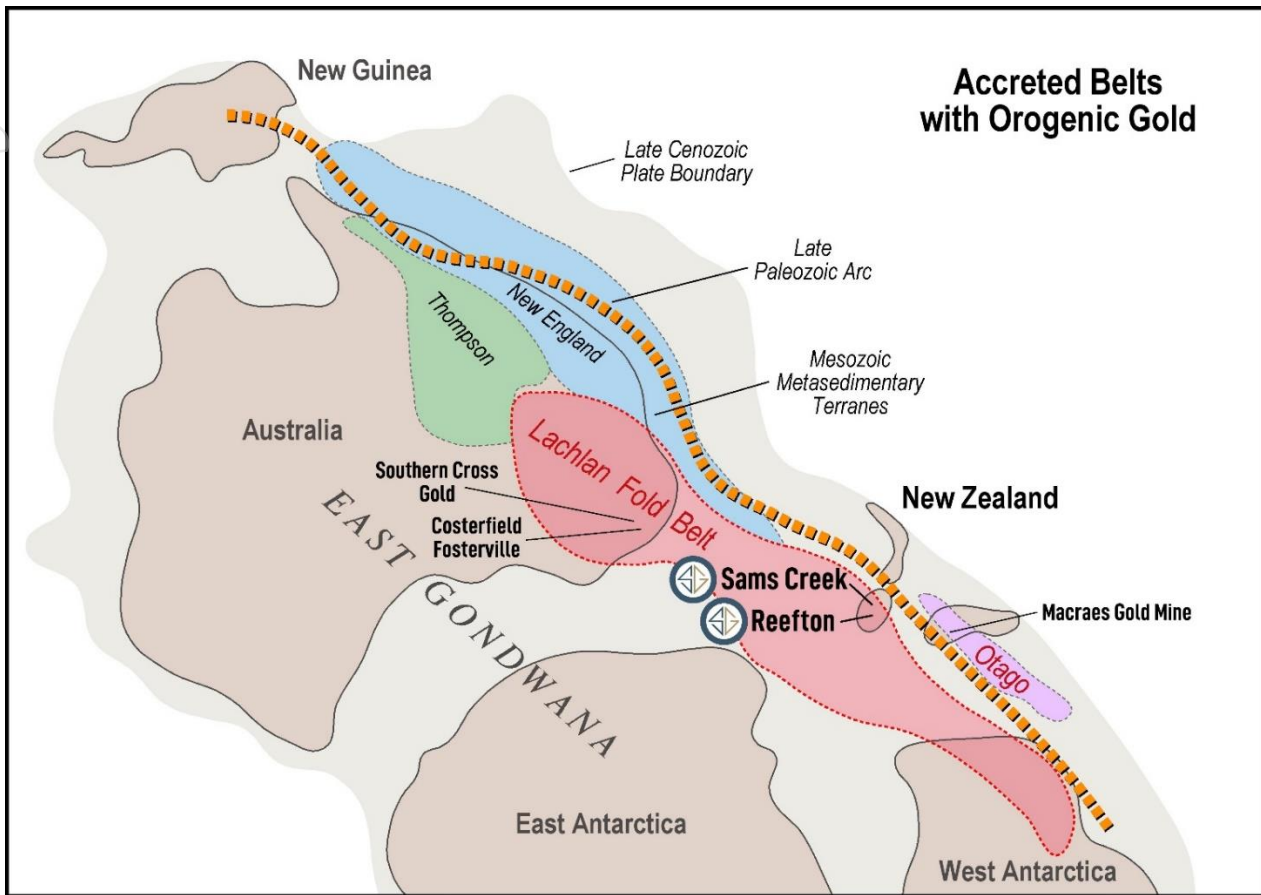 Accreted Belts
with Orogenic Gold
New Guinea
Late Cenozoic
Plate Boundary
Late
Paleozoic Arc
Thompson
New England
Mesozoic
Metasedimentary
Terranes
Australia
Lachlan Fold Belt
Southern Cross
Gold
Costerfield
Fosterville
EAST GONDWANA
New Zealand
Sams Creek
Reefton
Macraes Gold Mine
Otago
East Antarctica
West Antarctica